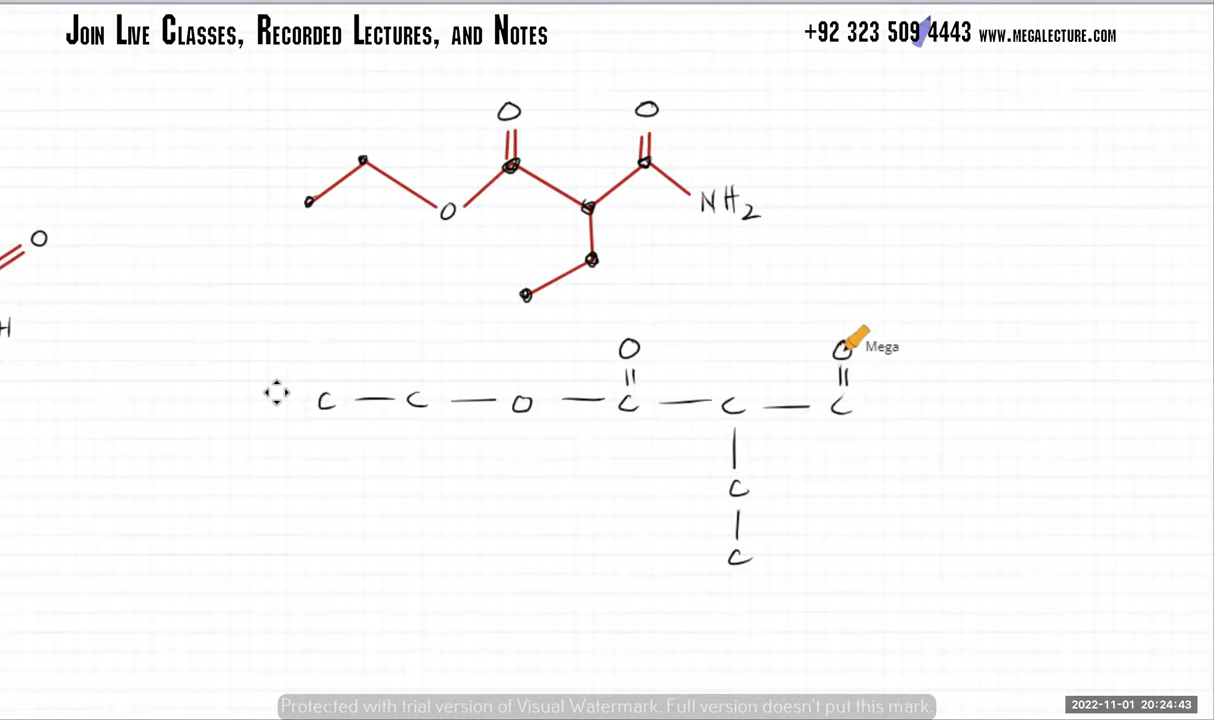 JOIN LIVE CLASSES, RECORDED LECTURES, AND NOTES
+92 323 509 4443 WWW.MEGALECTURE.COM
O O
O
O NH2
H
O O
Mega
C — C — O — C — C — C
C
C
Protected with trial version of Visual Watermark. Full version doesn't put this mark.
2022-11-01 20:24:43